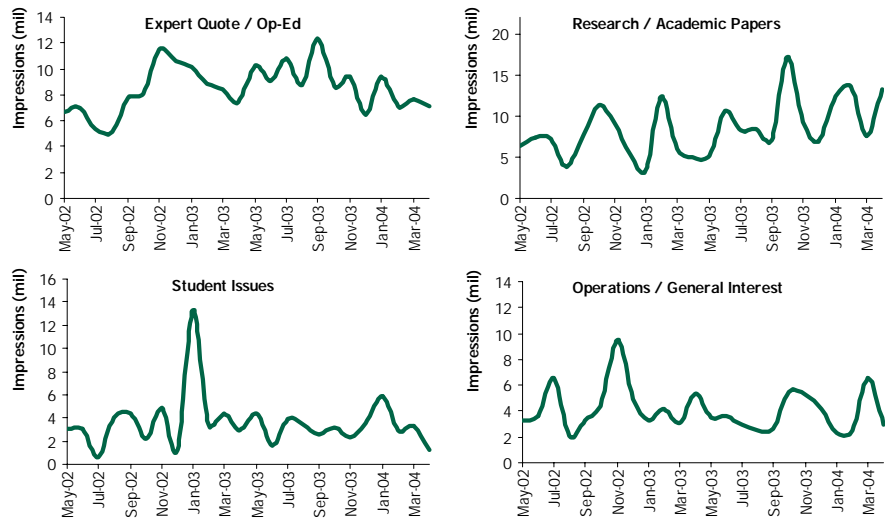 Expert Quote / Op-Ed
Impressions (mil)
14
12
10
8
6
4
2
0
May-02
Jul-02
Sep-02
Nov-02
Jan-03
Mar-03
May-03
Jul-03
Sep-03
Nov-03
Jan-04
Mar-04
Research / Academic Papers
Impressions (mil)
20
15
10
5
0
May-02
Jul-02
Sep-02
Nov-02
Jan-03
Mar-03
May-03
Jul-03
Sep-03
Nov-03
Jan-04
Mar-04
Student Issues
Impressions (mil)
16
14
12
10
8
6
4
2
0
May-02
Jul-02
Sep-02
Nov-02
Jan-03
Mar-03
May-03
Jul-03
Sep-03
Nov-03
Jan-04
Mar-04
Operations / General Interest
Impressions (mil)
14
12
10
8
6
4
2
0
May-02
Jul-02
Sep-02
Nov-02
Jan-03
Mar-03
May-03
Jul-03
Sep-03
Nov-03
Jan-04
Mar-04